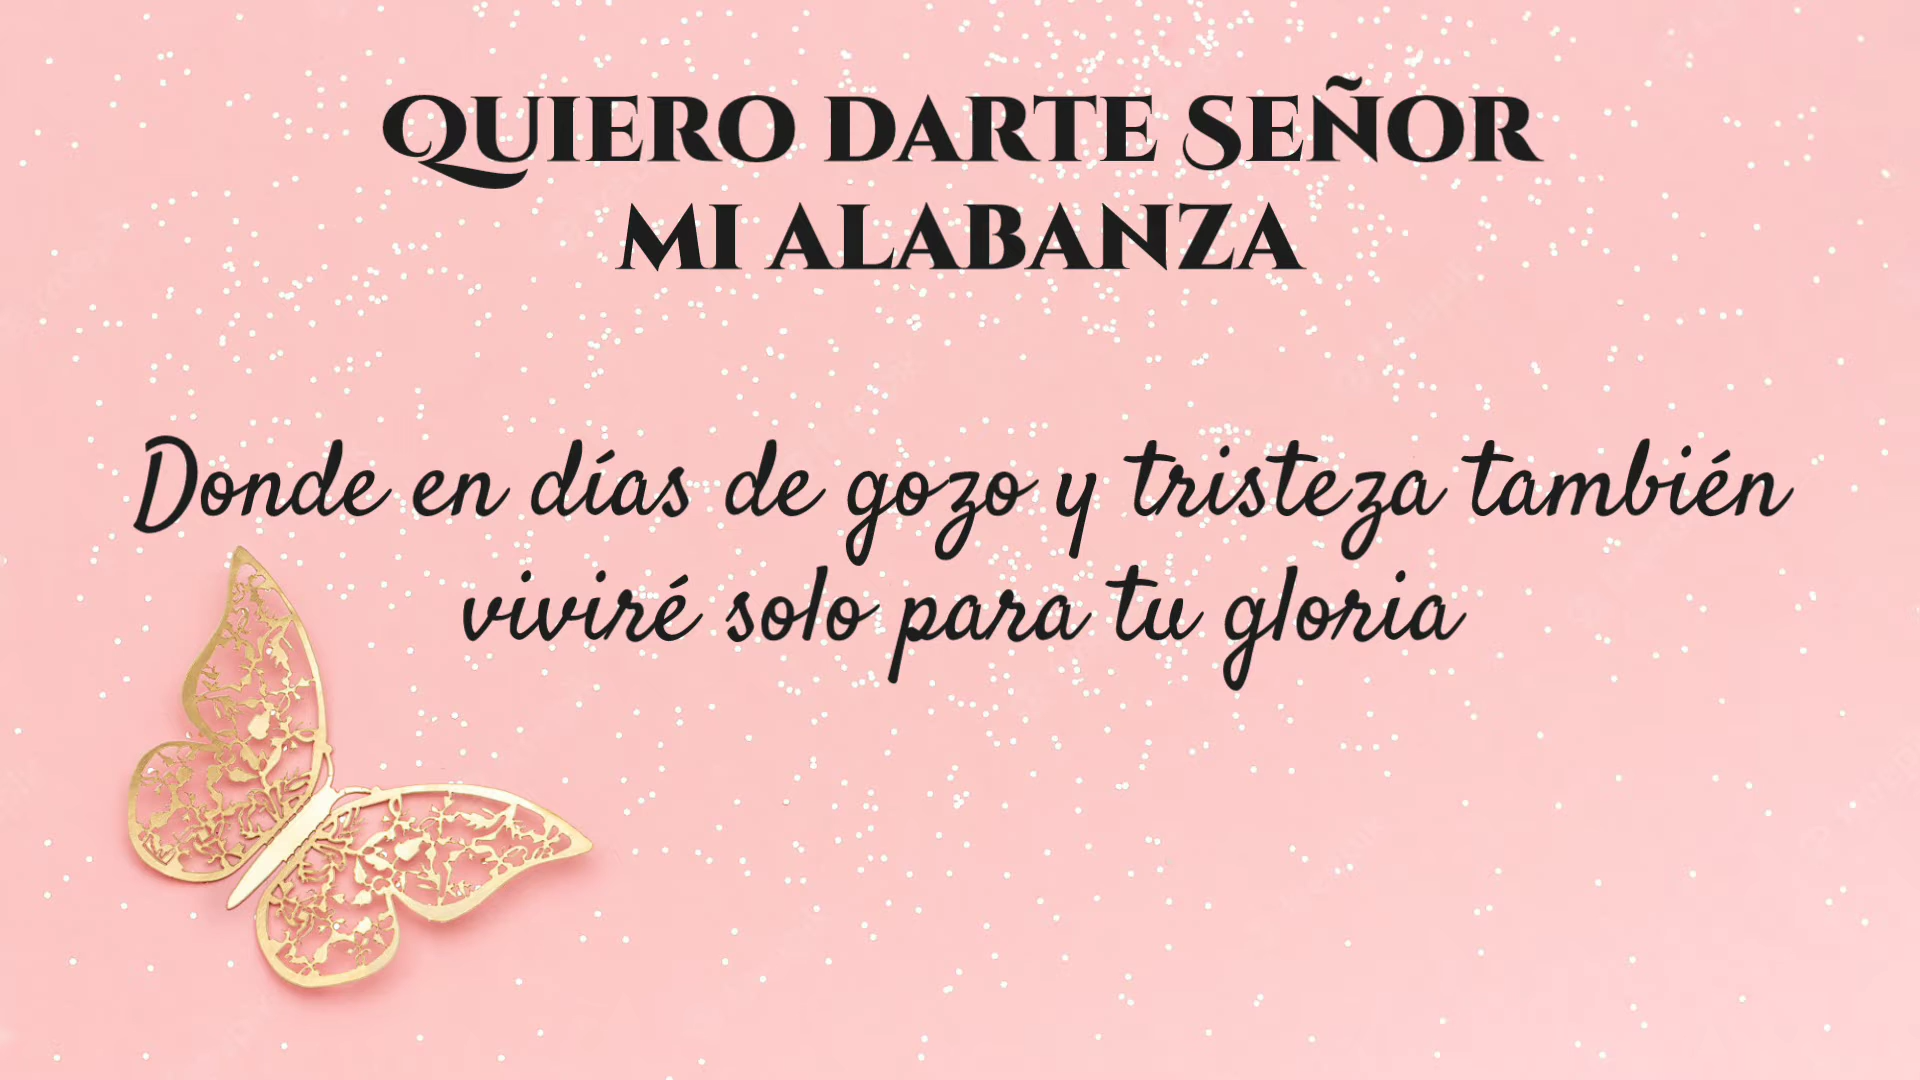 Quiero darte Señor
mi alabanza
Donde en días de gozo y tristeza también
viviré solo para tu gloria